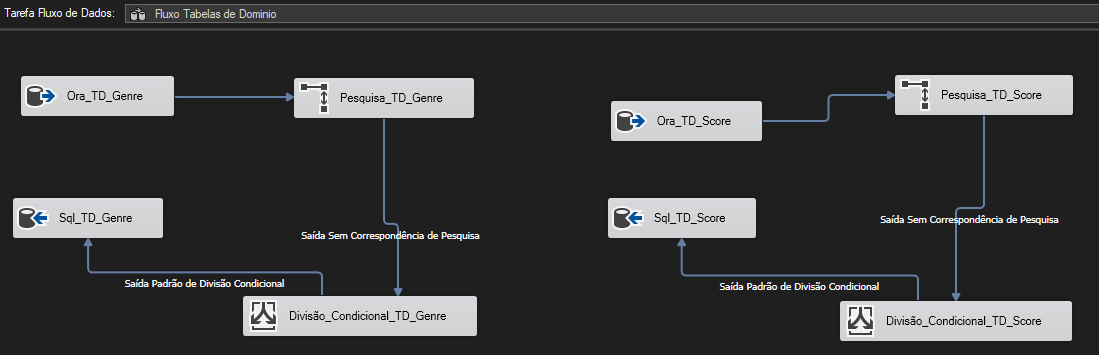 Tarefa Fluxo de Dados: Fluxo Tabelas de Dominio
Ora_TD_Genre
Pesquisa_TD_Genre
Saída Sem Correspondência de Pesquisa
Sql_TD_Genre
Saída Padrão de Divisão Condicional
Divisão_Condicional_TD_Genre
Ora_TD_Score
Pesquisa_TD_Score
Saída Sem Correspondência de Pesquisa
Sql_TD_Score
Saída Padrão de Divisão Condicional
Divisão_Condicional_TD_Score